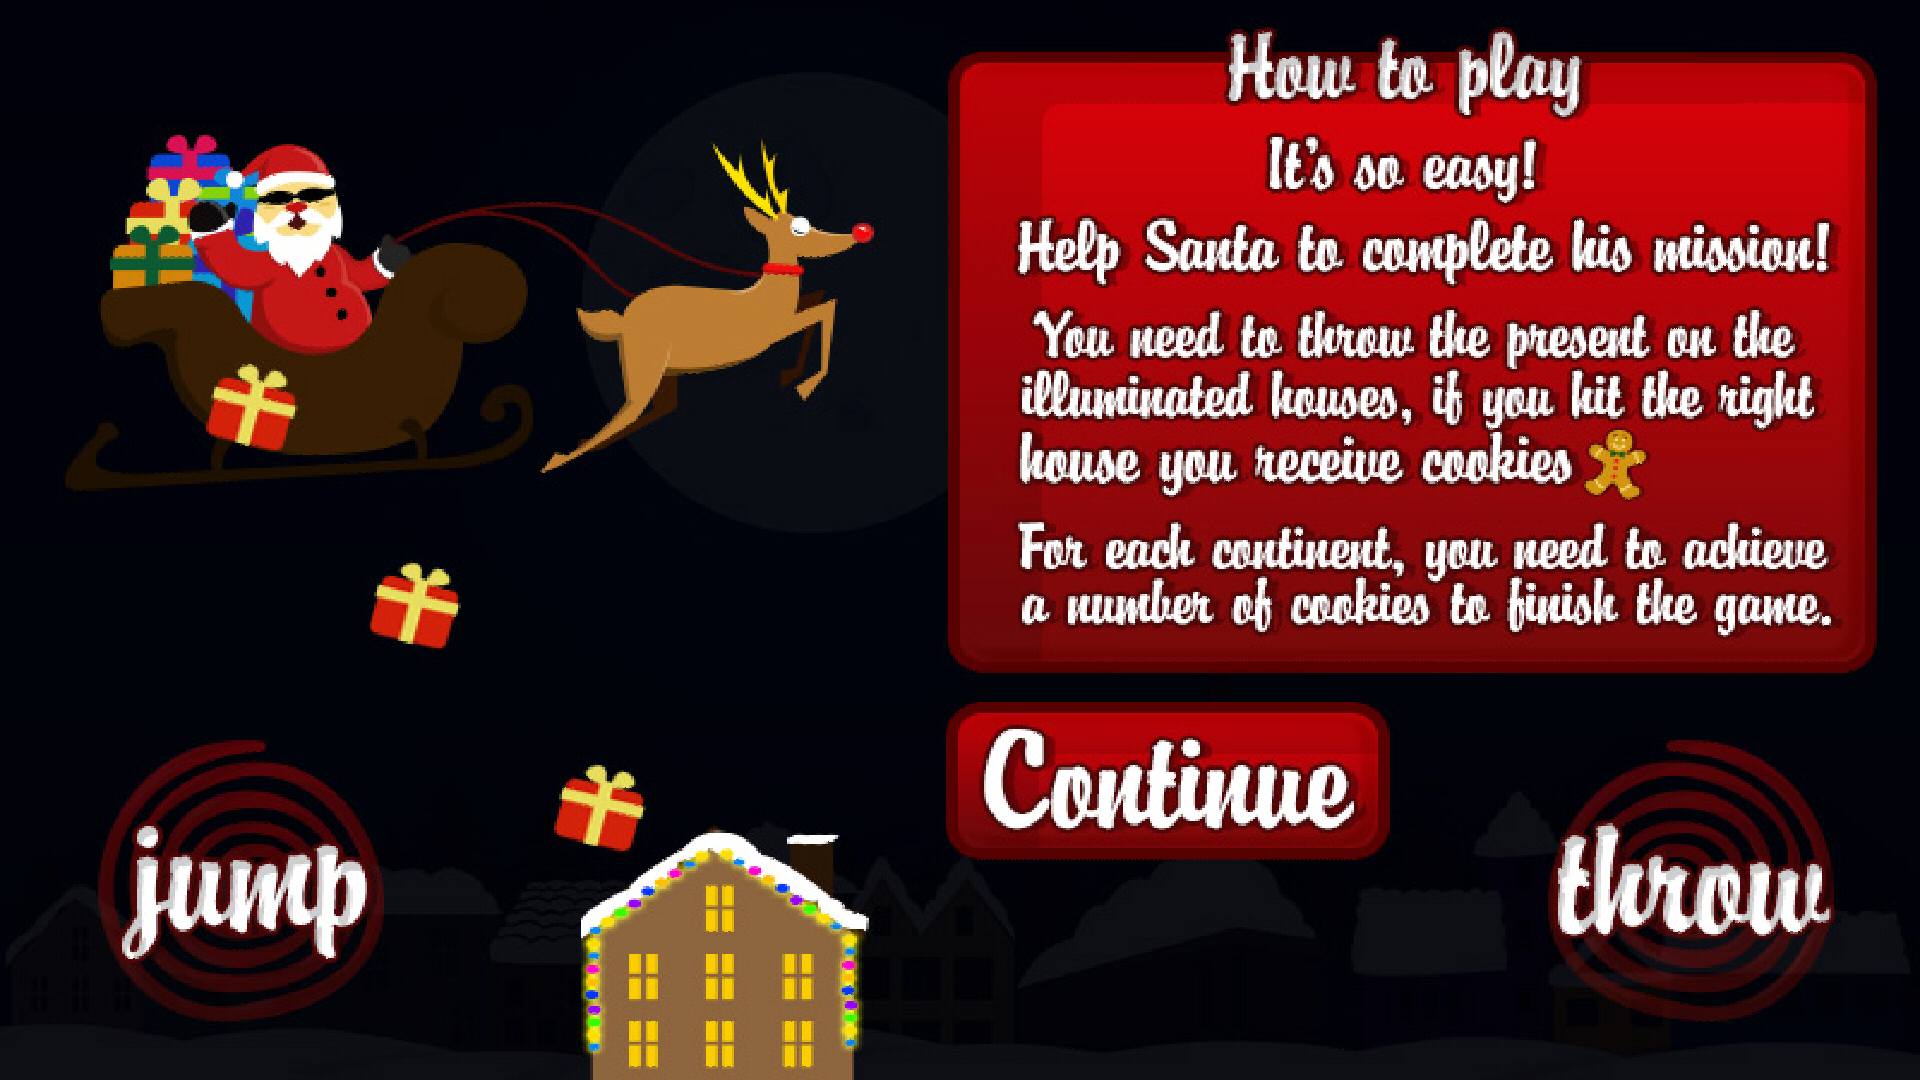 How to play
It's so easy!
Help Santa to complete his mission!
You need to throw the present on the
illuminated houses, if you hit the right
house you receive cookies
For each continent, you need to achieve
a number of cookies to finish the game.
Continue
jump
throw